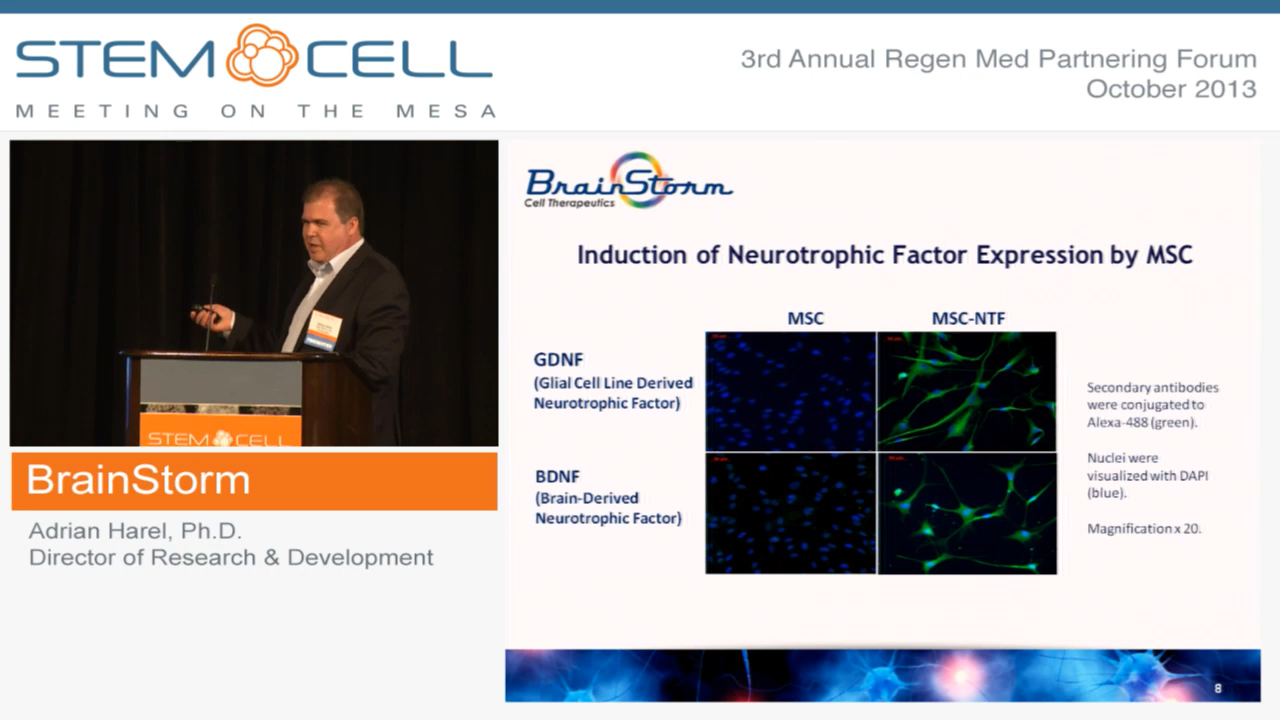 STEM CELL
MEETING ON THE MESA
3rd Annual Regen Med Partnering Forum
October 2013
STEM CELL
BrainStorm
Adrian Harel, Ph.D.
Director of Research & Development
BrainStorm
Cell Therapeutics
Induction of Neurotrophic Factor Expression by MSC
MSC
MSC-NTF
GDNF
(Glial Cell Line Derived
Neurotrophic Factor)
BDNF
(Brain-Derived
Neurotrophic Factor)
Secondary antibodies
were conjugated to
Alexa-488 (green).
Nuclei were
visualized with DAPI
(blue).
Magnification x 20.
8